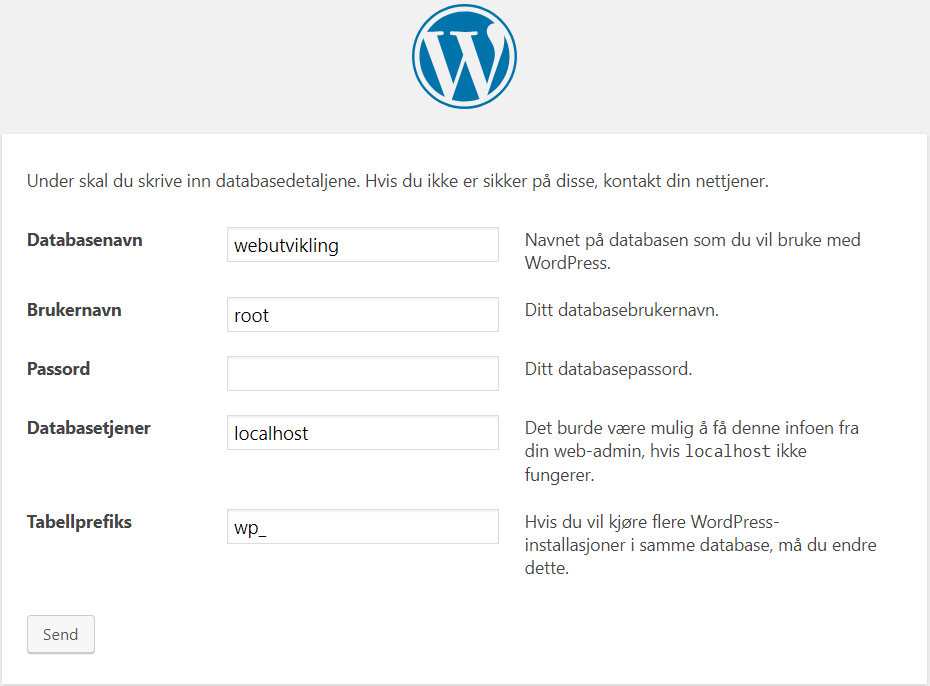 Under skal du skrive inn databasedetaljene. Hvis du ikke er sikker på disse, kontakt din nettjener.
Databasenavn
webutvikling
Navnet på databasen som du vil bruke med
WordPress.
Brukernavn
root
Ditt databasebrukernavn.
Passord
Ditt databasepassord.
Databasetjener
localhost
Det burde være mulig å få denne infoen fra
din web-admin, hvis localhost ikke
fungerer.
Tabellprefiks
wp_
Hvis du vil kjøre flere WordPress-
installasjoner i samme database, må du endre
dette.
Send